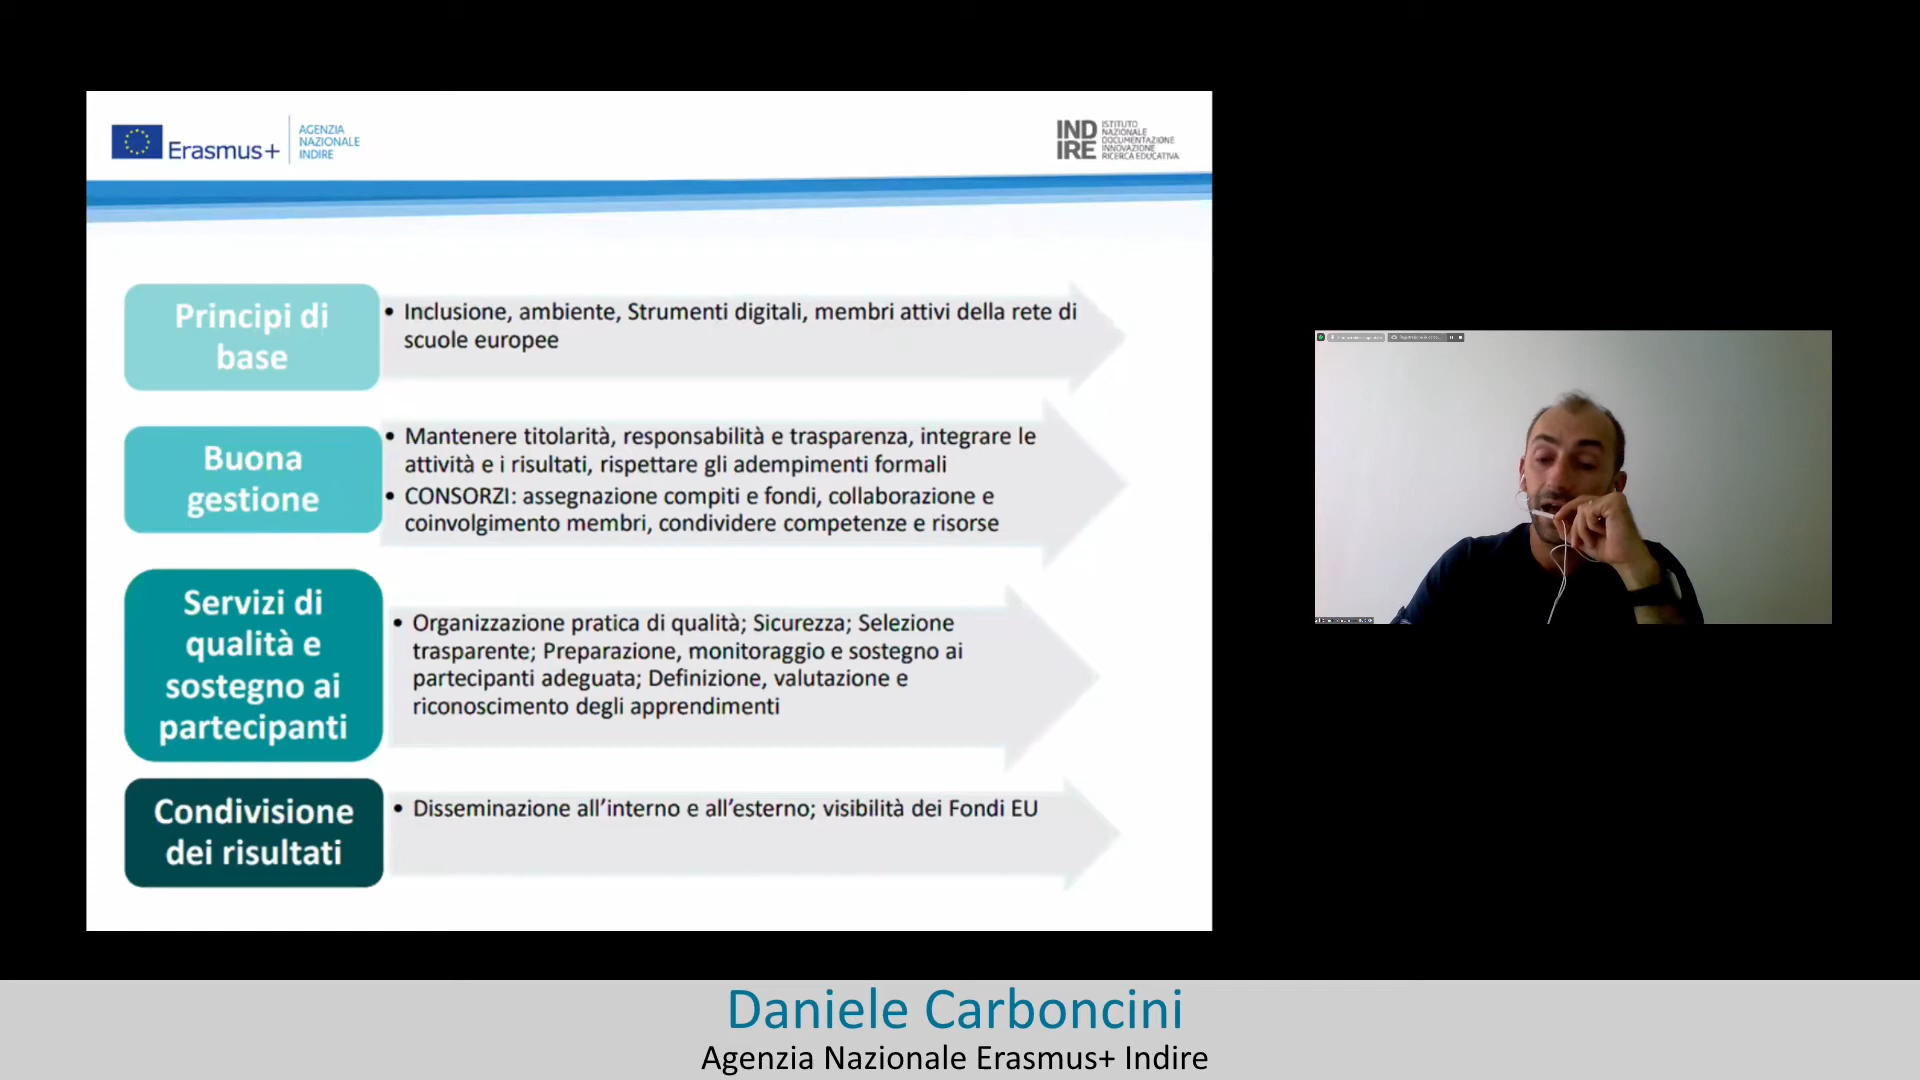 Erasmus+
AGENZIA
NAZIONALE
INDIRE
IND
IRE
ISTITUTO
NAZIONALE
DOCUMENTAZIONE
INNOVAZIONE
RICERCA EDUCATIVA
Principi di
base
• Inclusione, ambiente, Strumenti digitali, membri attivi della rete di
scuole europee
Buona
gestione
• Mantenere titolarità, responsabilità e trasparenza, integrare le
attività e i risultati, rispettare gli adempimenti formali
• CONSORZI: assegnazione compiti e fondi, collaborazione e
coinvolgimento membri, condividere competenze e risorse
Servizi di
qualità e
sostegno ai
partecipanti
• Organizzazione pratica di qualità; Sicurezza; Selezione
trasparente; Preparazione, monitoraggio e sostegno ai
partecipanti adeguata; Definizione, valutazione e
riconoscimento degli apprendimenti
Condivisione
dei risultati
• Disseminazione all’interno e all’esterno; visibilità dei Fondi EU
Daniele Carboncini
Agenzia Nazionale Erasmus+ Indire